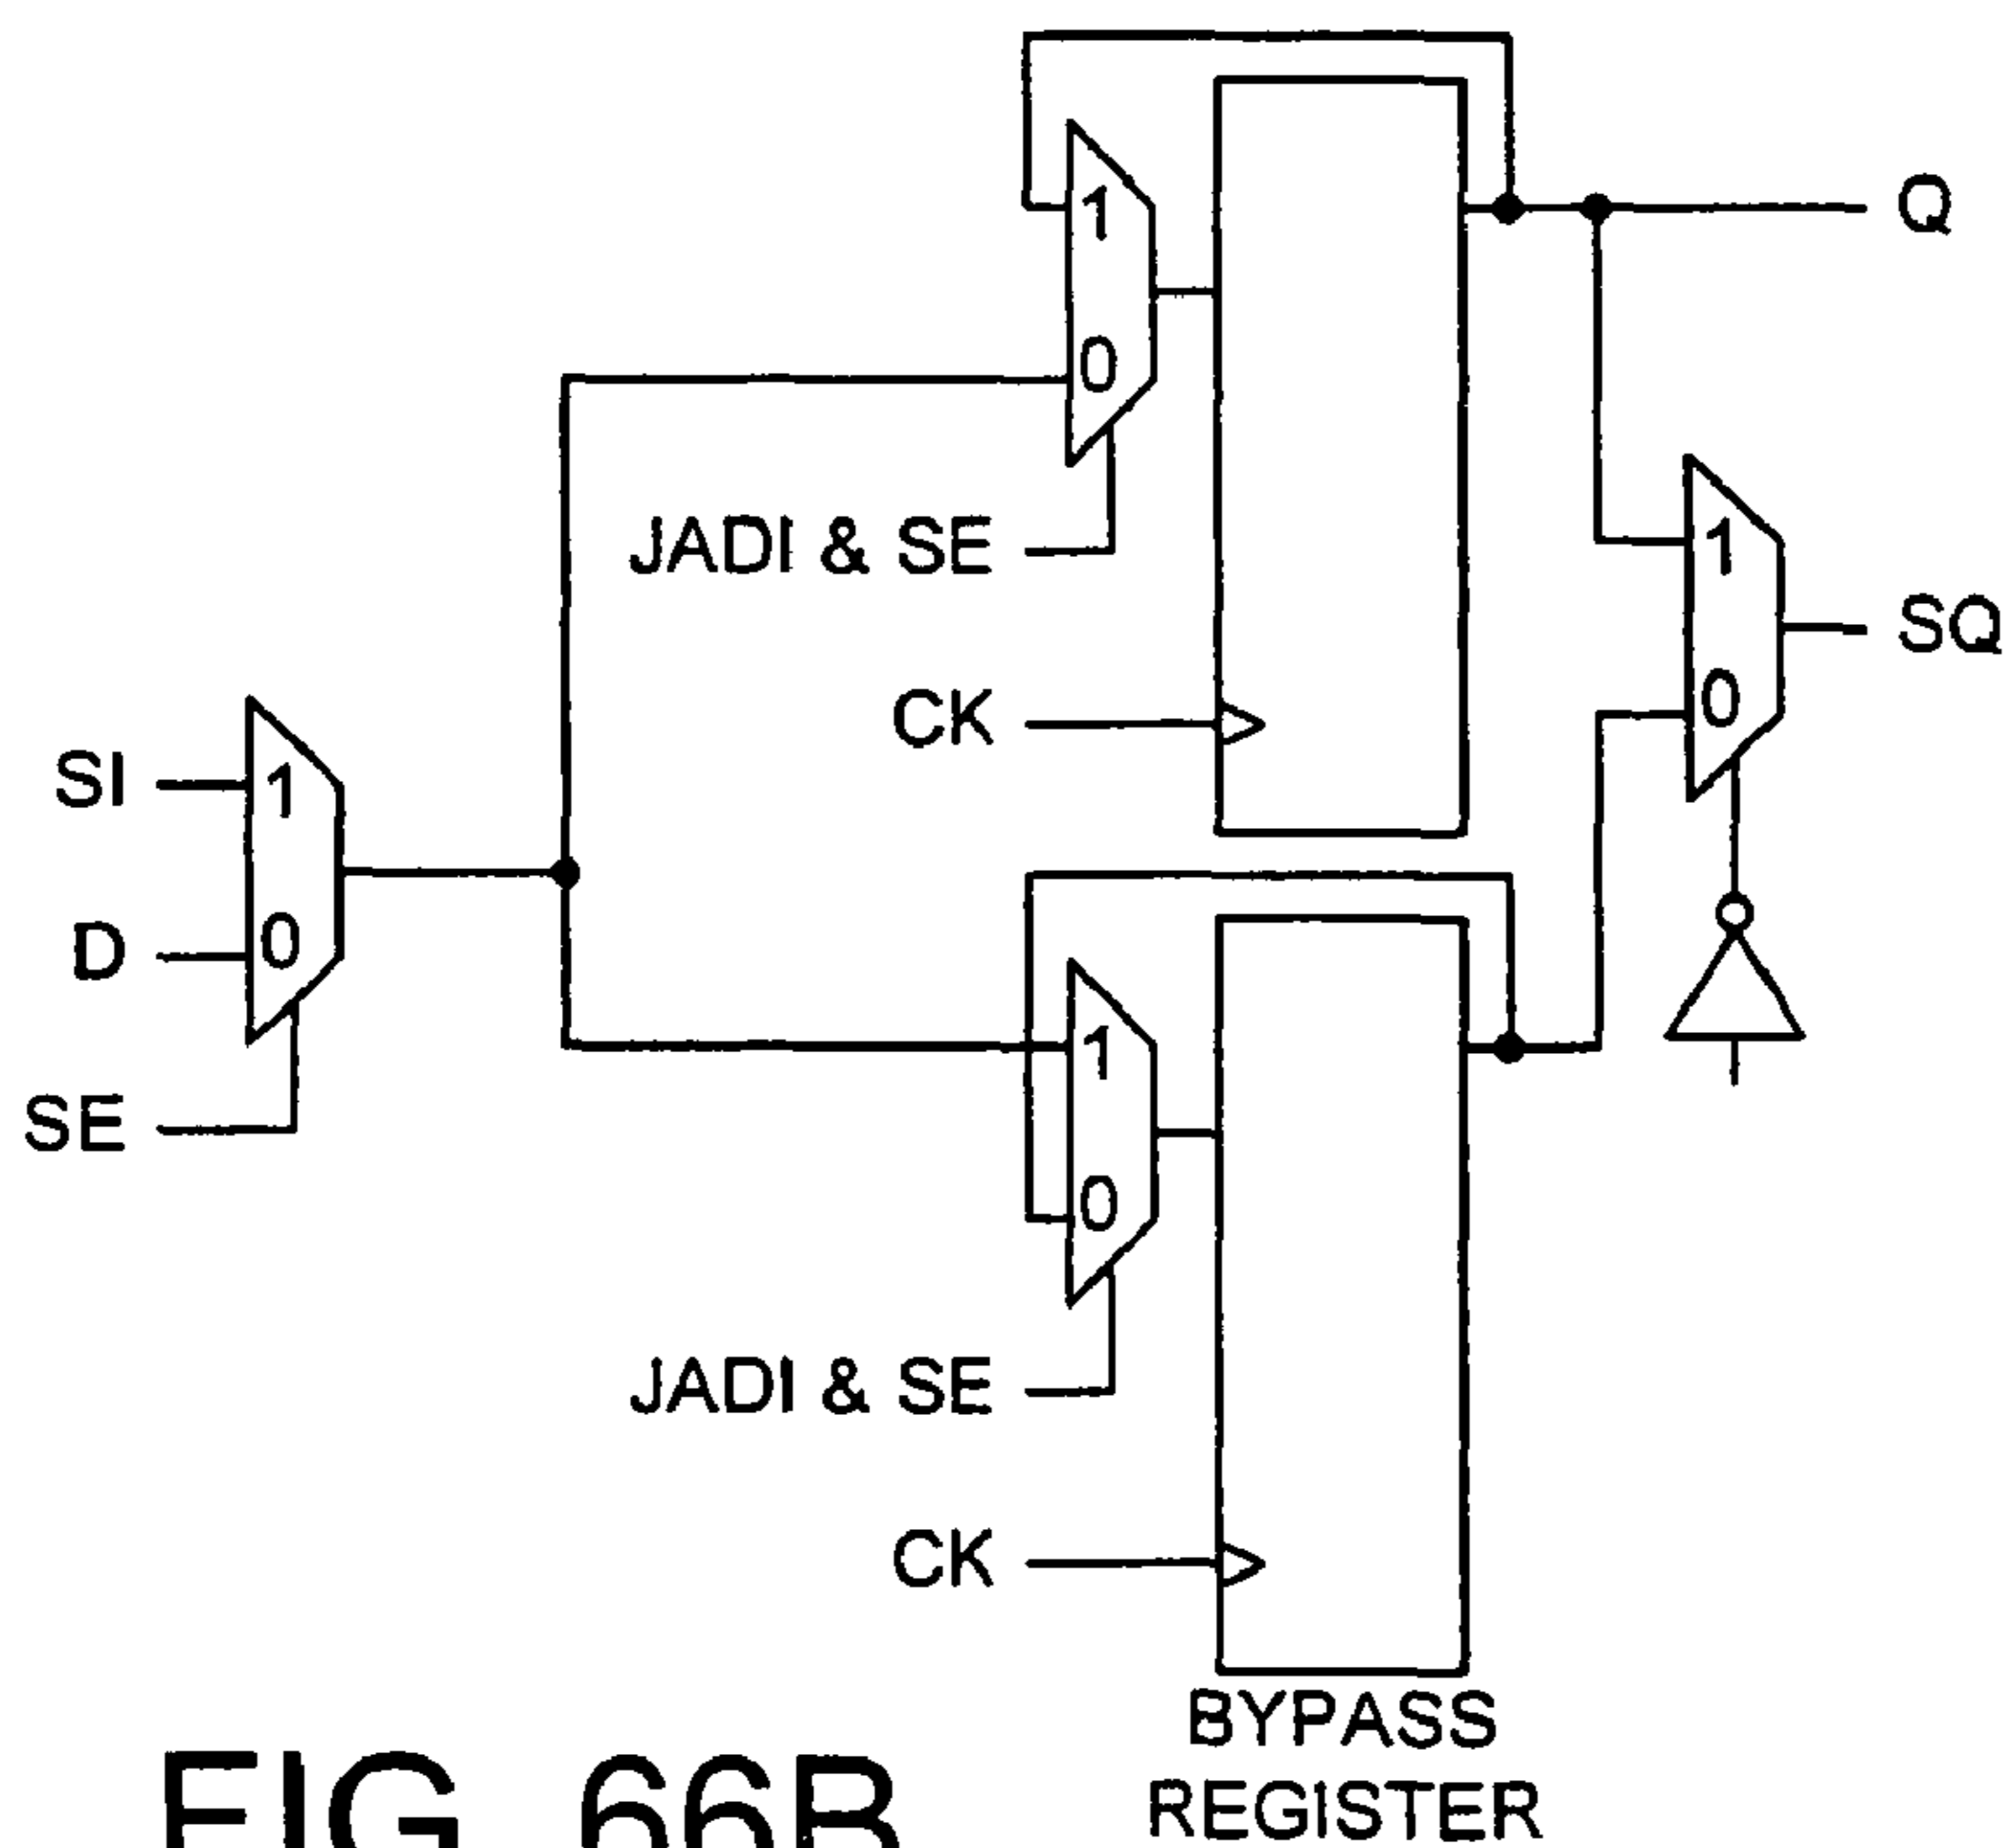 1
Q
0
JADI & SE
1
SQ
CK
0
SI
1
D
0
1
SE
0
JADI & SE
CK
BYPASS
REGISTER
FIG. 66B